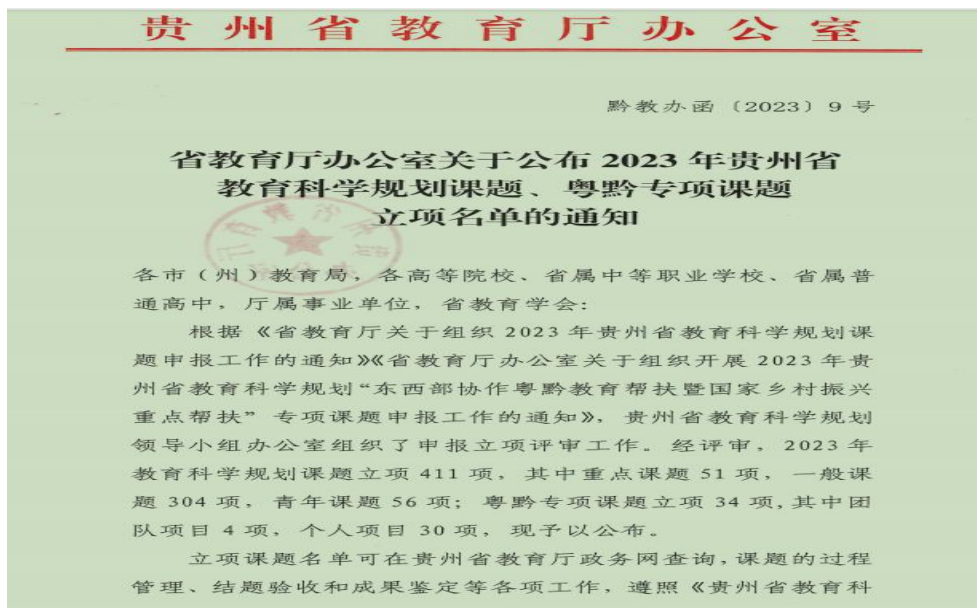 贵州省教育厅办公室
黔教办函〔2023〕9号
省教育厅办公室关于公布2023年贵州省
教育科学规划课题、粤黔专项课题
立项名单的通知
各市（州）教育局，各高等院校、省属中等职业学校、省属普
通高中，厅属事业单位，省教育学会：
根据《省教育厅关于组织2023年贵州省教育科学规划课
题申报工作的通知》《省教育厅办公室关于组织开展2023年贵
州省教育科学规划“东西部协作粤黔教育帮扶暨国家乡村振兴
重点帮扶”专项课题申报工作的通知》，贵州省教育科学规划
领导小组办公室组织了申报立项评审工作。经评审，2023年
教育科学规划课题立项411项，其中重点课题51项，一般课
题304项，青年课题56项；粤黔专项课题立项34项，其中团
队项目4项，个人项目30项，现予以公布。
立项课题名单可在贵州省教育厅政务网查询，课题的过程
管理、结题验收和成果鉴定等各项工作，遵照《贵州省教育科